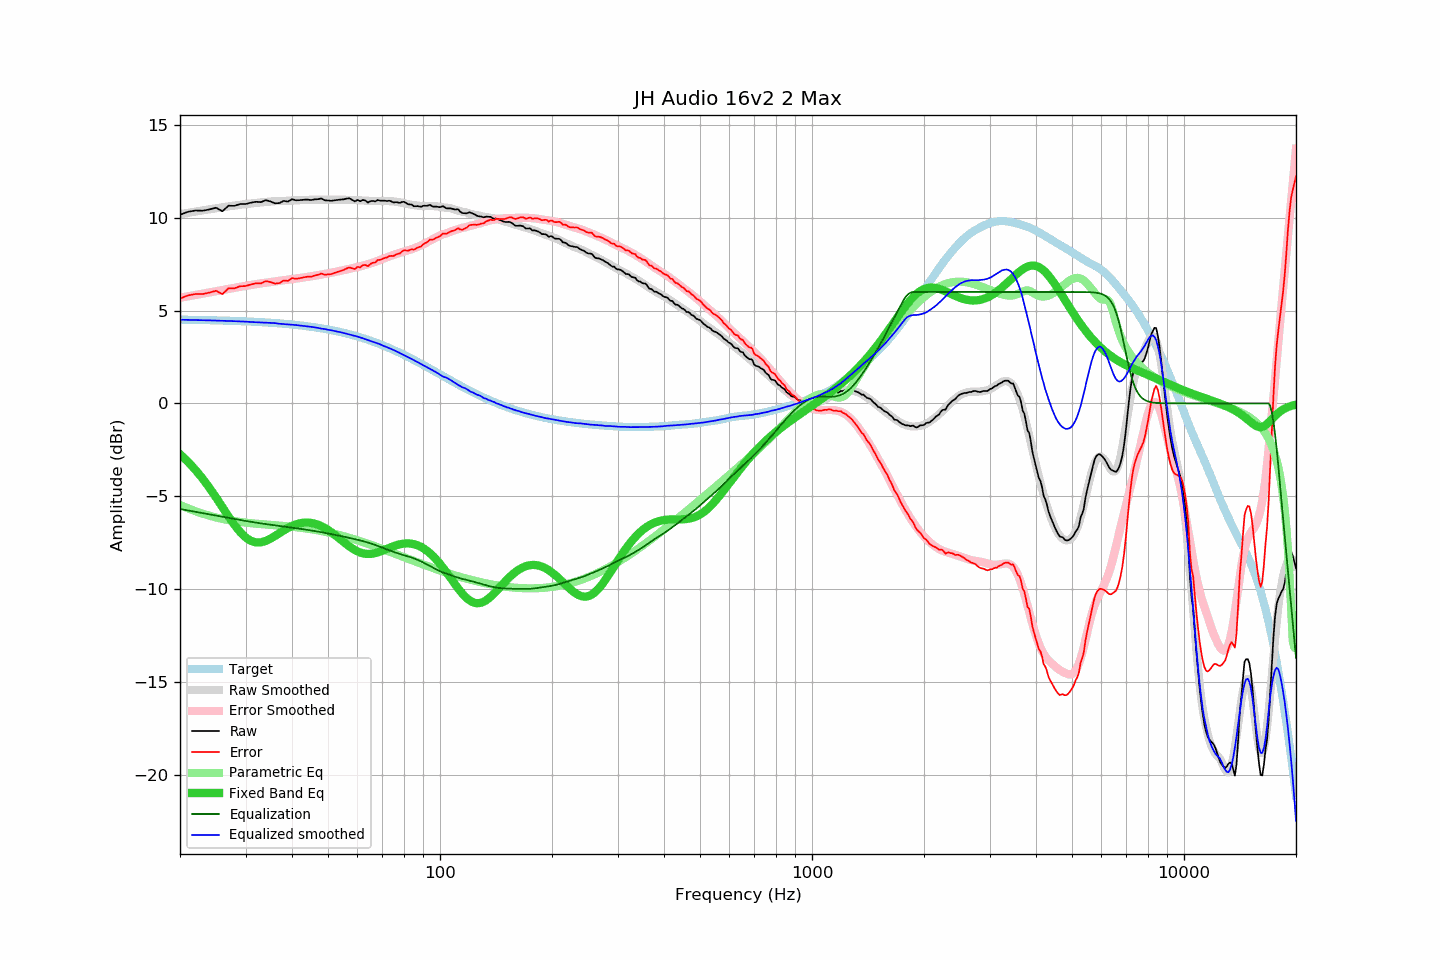 JH Audio 16v2 2 Max
15
10
5
0
−5
−10
−15
−20
Amplitude (dBr)
Target
Raw Smoothed
Error Smoothed
Raw
Error
Parametric Eq
Fixed Band Eq
Equalization
Equalized smoothed
100
1000
10000
Frequency (Hz)